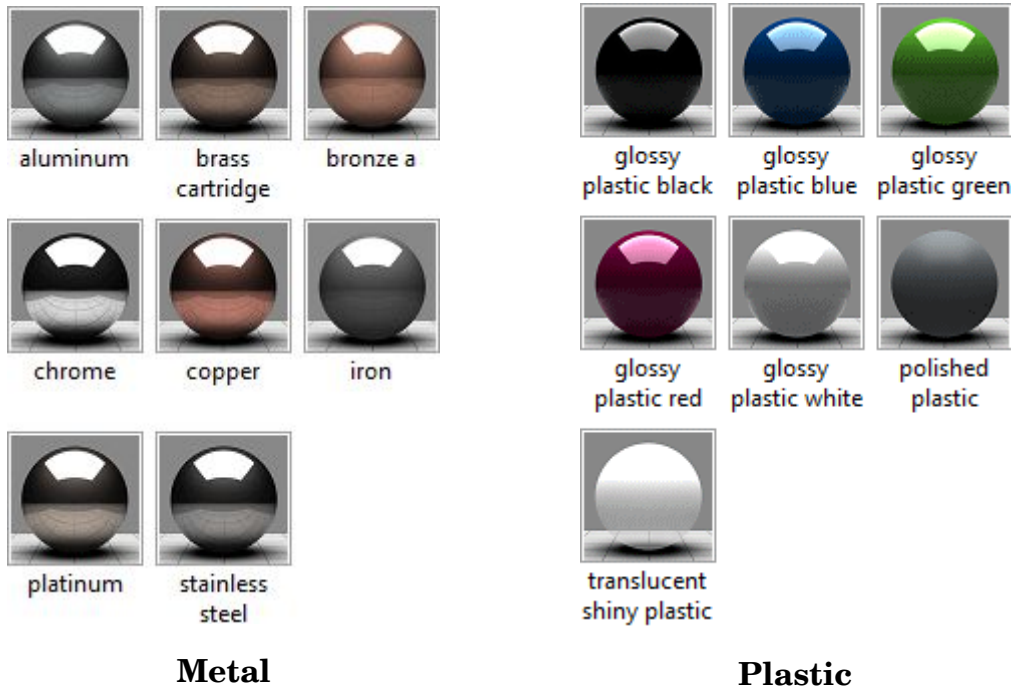 aluminum
brass
cartridge
bronze a
chrome
copper
iron
platinum
stainless
steel
Metal
glossy
plastic black
glossy
plastic blue
glossy
plastic green
glossy
plastic red
glossy
plastic white
polished
plastic
translucent
shiny plastic
Plastic